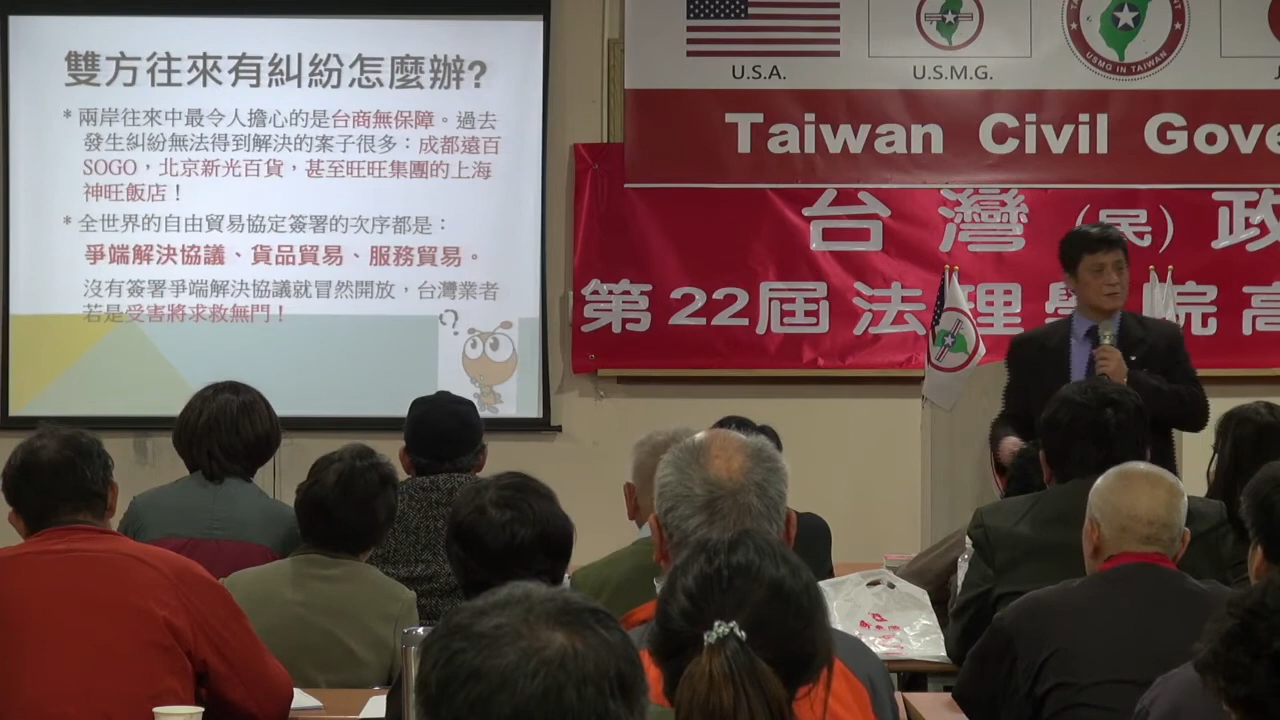 雙方往來有糾紛怎麼辦?
* 兩岸往來中最令人擔心的是台商無保障。過去
發生糾紛無法得到解決的案子很多：成都遠百
SOGO，北京新光百貨，甚至旺旺集團的上海
神旺飯店！
* 全世界的自由貿易協定簽署的次序都是：
爭端解決協議、貨品貿易、服務貿易。
沒有簽署爭端解決協議就冒然開放，台灣業者
若是受害將求救無門！
?
U.S.A.
U.S.M.G.
USMG IN TAIWAN
Taiwan Civil Gove
台灣（民）政
第22屆法理學院高